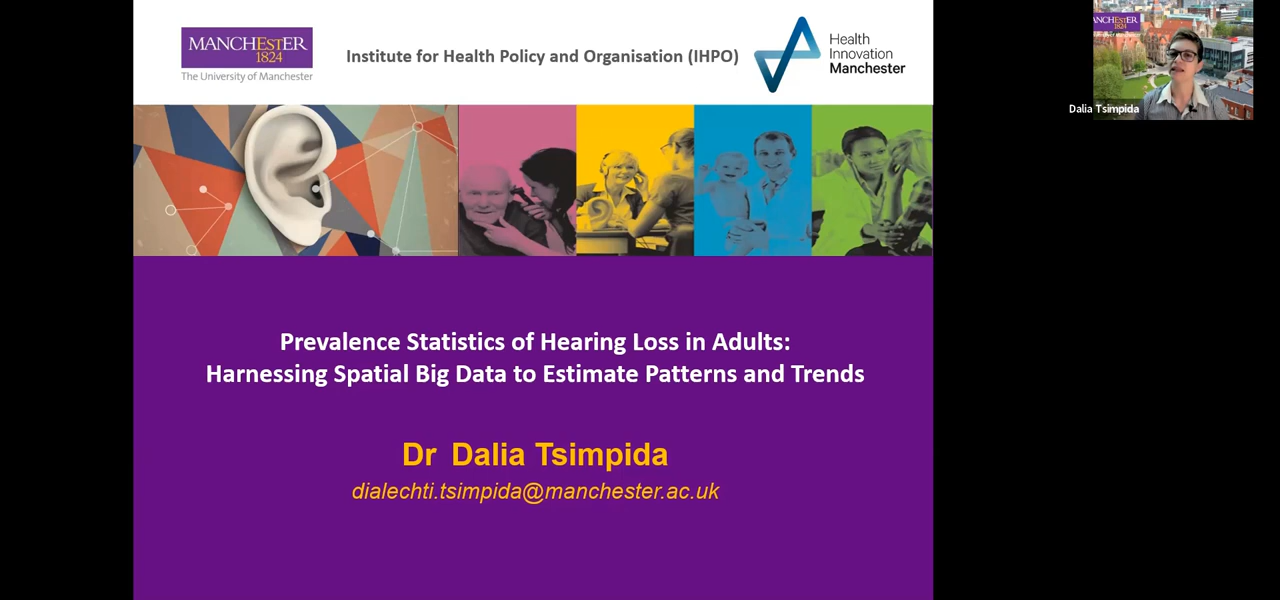 MANCHESTER
1824
The University of Manchester
Institute for Health Policy and Organisation (IHPO)
Health
Innovation
Manchester
MANCHESTER
1824
Dalia Tsimpida
Prevalence Statistics of Hearing Loss in Adults:
Harnessing Spatial Big Data to Estimate Patterns and Trends
Dr Dalia Tsimpida
dialechti.tsimpida@manchester.ac.uk